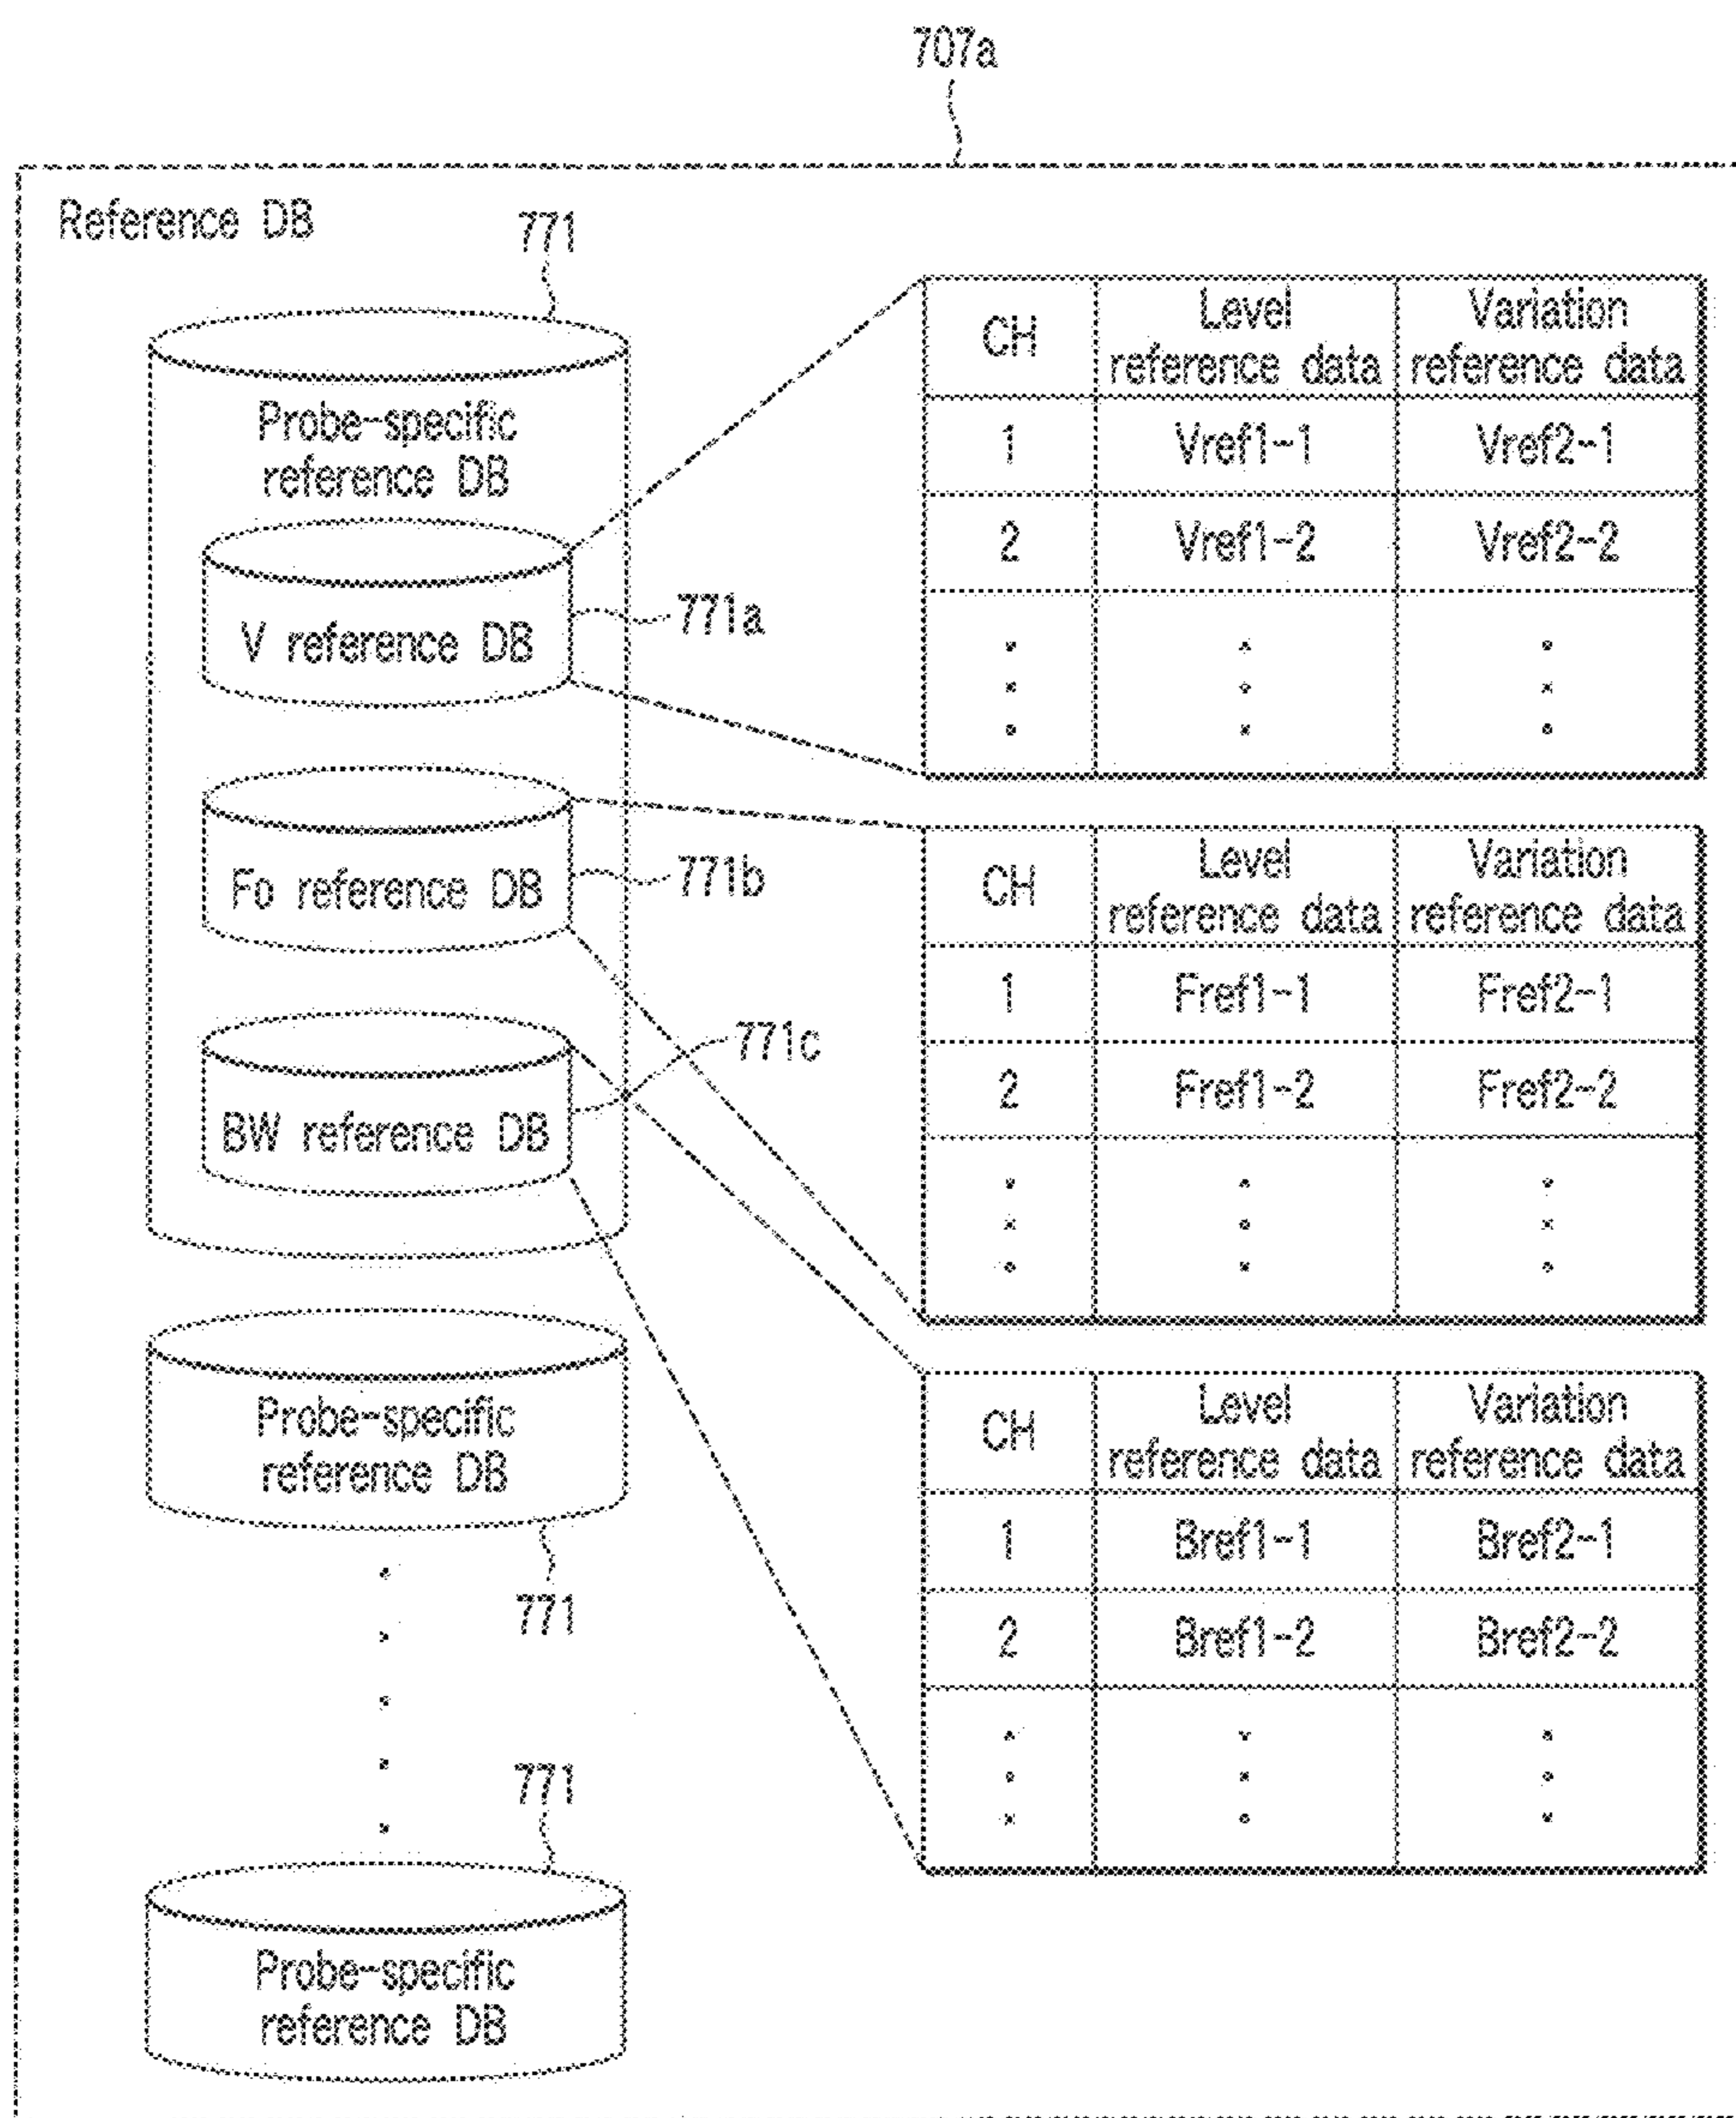 707a
Reference DB
771
Probe-specific
reference DB
V reference DB
771a
Fo reference DB
771b
BW reference DB
771c
CH
Level
reference data
Variation
reference data
1
Vref1-1
Vref2-1
2
Vref1-2
Vref2-2
CH
Level
reference data
Variation
reference data
1
Fref1-1
Fref2-1
2
Fref1-2
Fref2-2
CH
Level
reference data
Variation
reference data
1
Bref1-1
Bref2-1
2
Bref1-2
Bref2-2
Probe-specific
reference DB
771
771
Probe-specific
reference DB